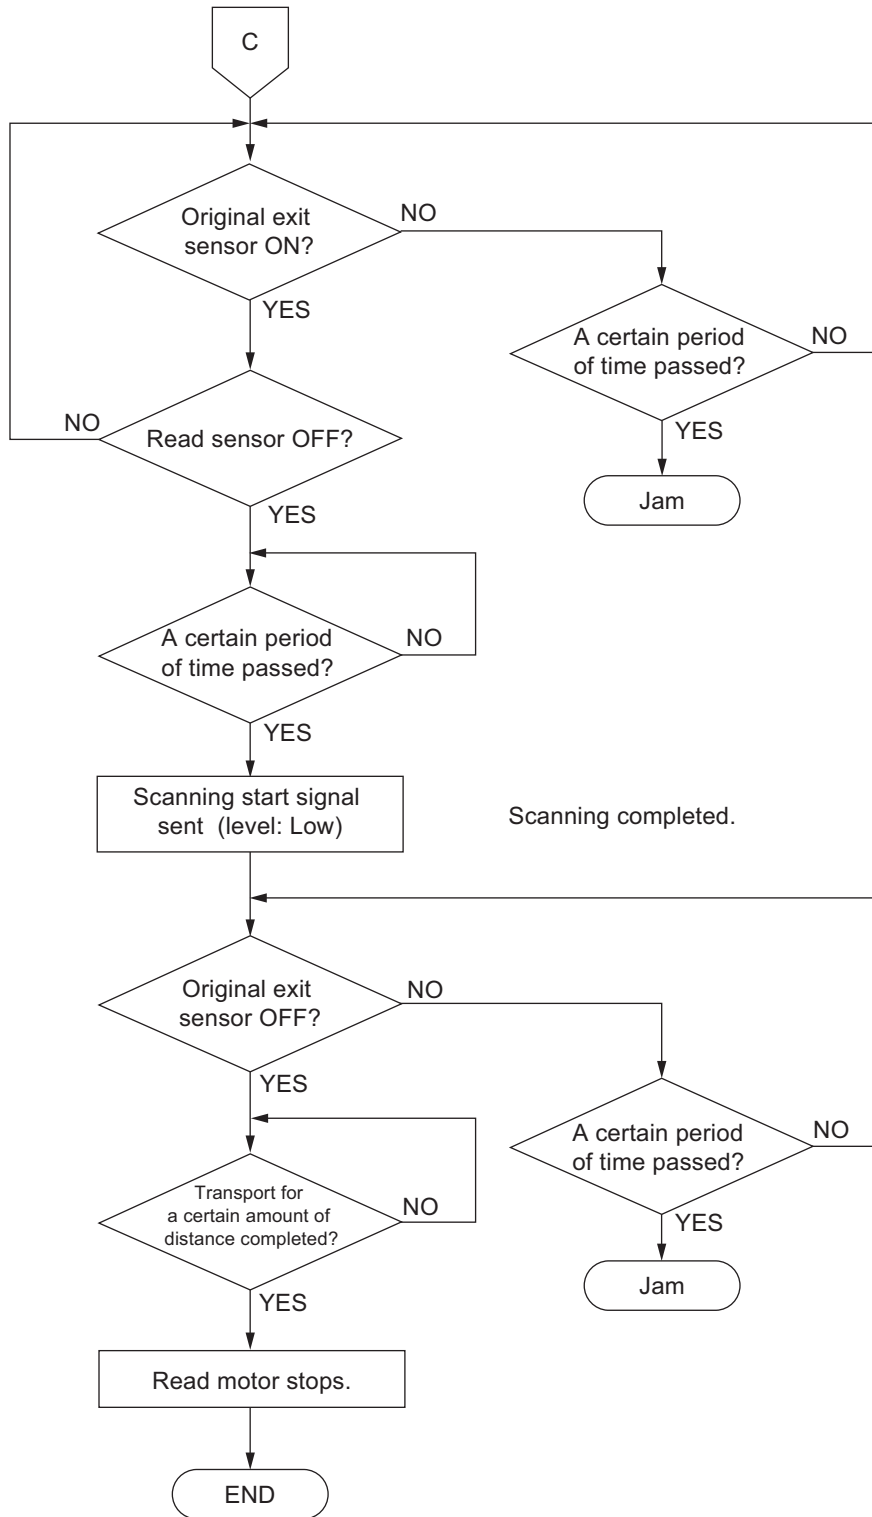 C
Original exit
sensor ON?
NO
YES
A certain period
of time passed?
NO
YES
Jam
Read sensor OFF?
NO
YES
A certain period
of time passed?
NO
YES
Scanning start signal
sent (level: Low)
Scanning completed.
Original exit
sensor OFF?
NO
YES
A certain period
of time passed?
NO
YES
Jam
Transport for
a certain amount of
distance completed?
NO
YES
Read motor stops.
END